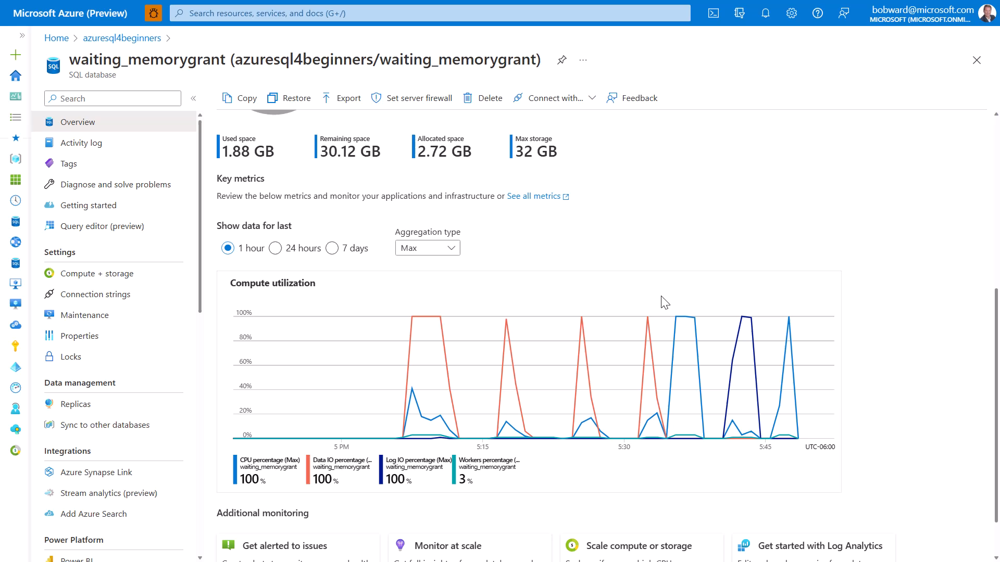 Microsoft Azure (Preview)
Search resources, services, and docs (G+/)
bobward@microsoft.com
MICROSOFT (MICROSOFT.ONMI...
Home
azuresql4beginners
SQL
waiting_memorygrant (azuresql4beginners/waiting_memorygrant)
...
SQL database
Search
Copy
Restore
Export
Set server firewall
Delete
Connect with...
Feedback
Overview
Activity log
Tags
Diagnose and solve problems
Getting started
Query editor (preview)
Settings
Compute + storage
Connection strings
Maintenance
Properties
Locks
Data management
Replicas
Sync to other databases
Integrations
Azure Synapse Link
Stream analytics (preview)
Add Azure Search
Power Platform
Power BI
Used space
1.88 GB
Remaining space
30.12 GB
Allocated space
2.72 GB
Max storage
32 GB
Key metrics
Review the below metrics and monitor your applications and infrastructure or See all metrics
Show data for last
1 hour
24 hours
7 days
Aggregation type
Max
Compute utilization
100%
80%
60%
40%
20%
0%
5 PM
5:15
5:30
5:45
UTC-06:00
CPU percentage (Max)
waiting_memorygrant
100 %
Data IO percentage (...
waiting_memorygrant
100 %
Log IO percentage (Max)
waiting_memorygrant
100 %
Workers percentage (...
waiting_memorygrant
3 %
Additional monitoring
Get alerted to issues
Monitor at scale
Scale compute or storage
Get started with Log Analytics